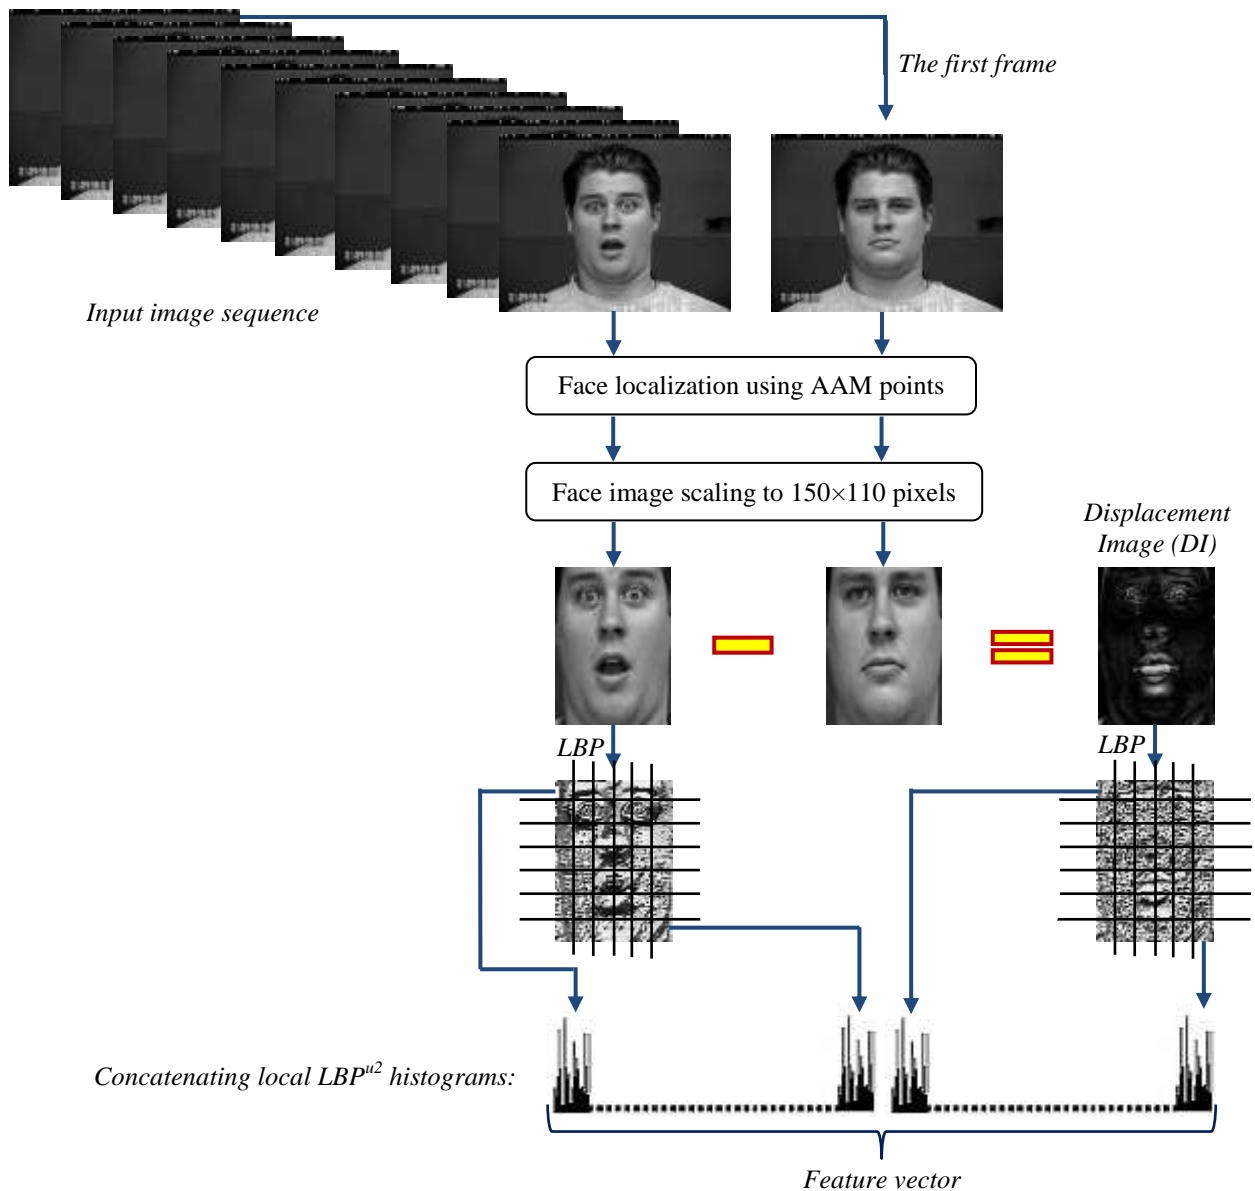 The first frame
Input image sequence
Face localization using AAM points
Face image scaling to 150×110 pixels
Displacement
Image (DI)
LBP
LBP
Concatenating local LBP^{u2} histograms:
Feature vector